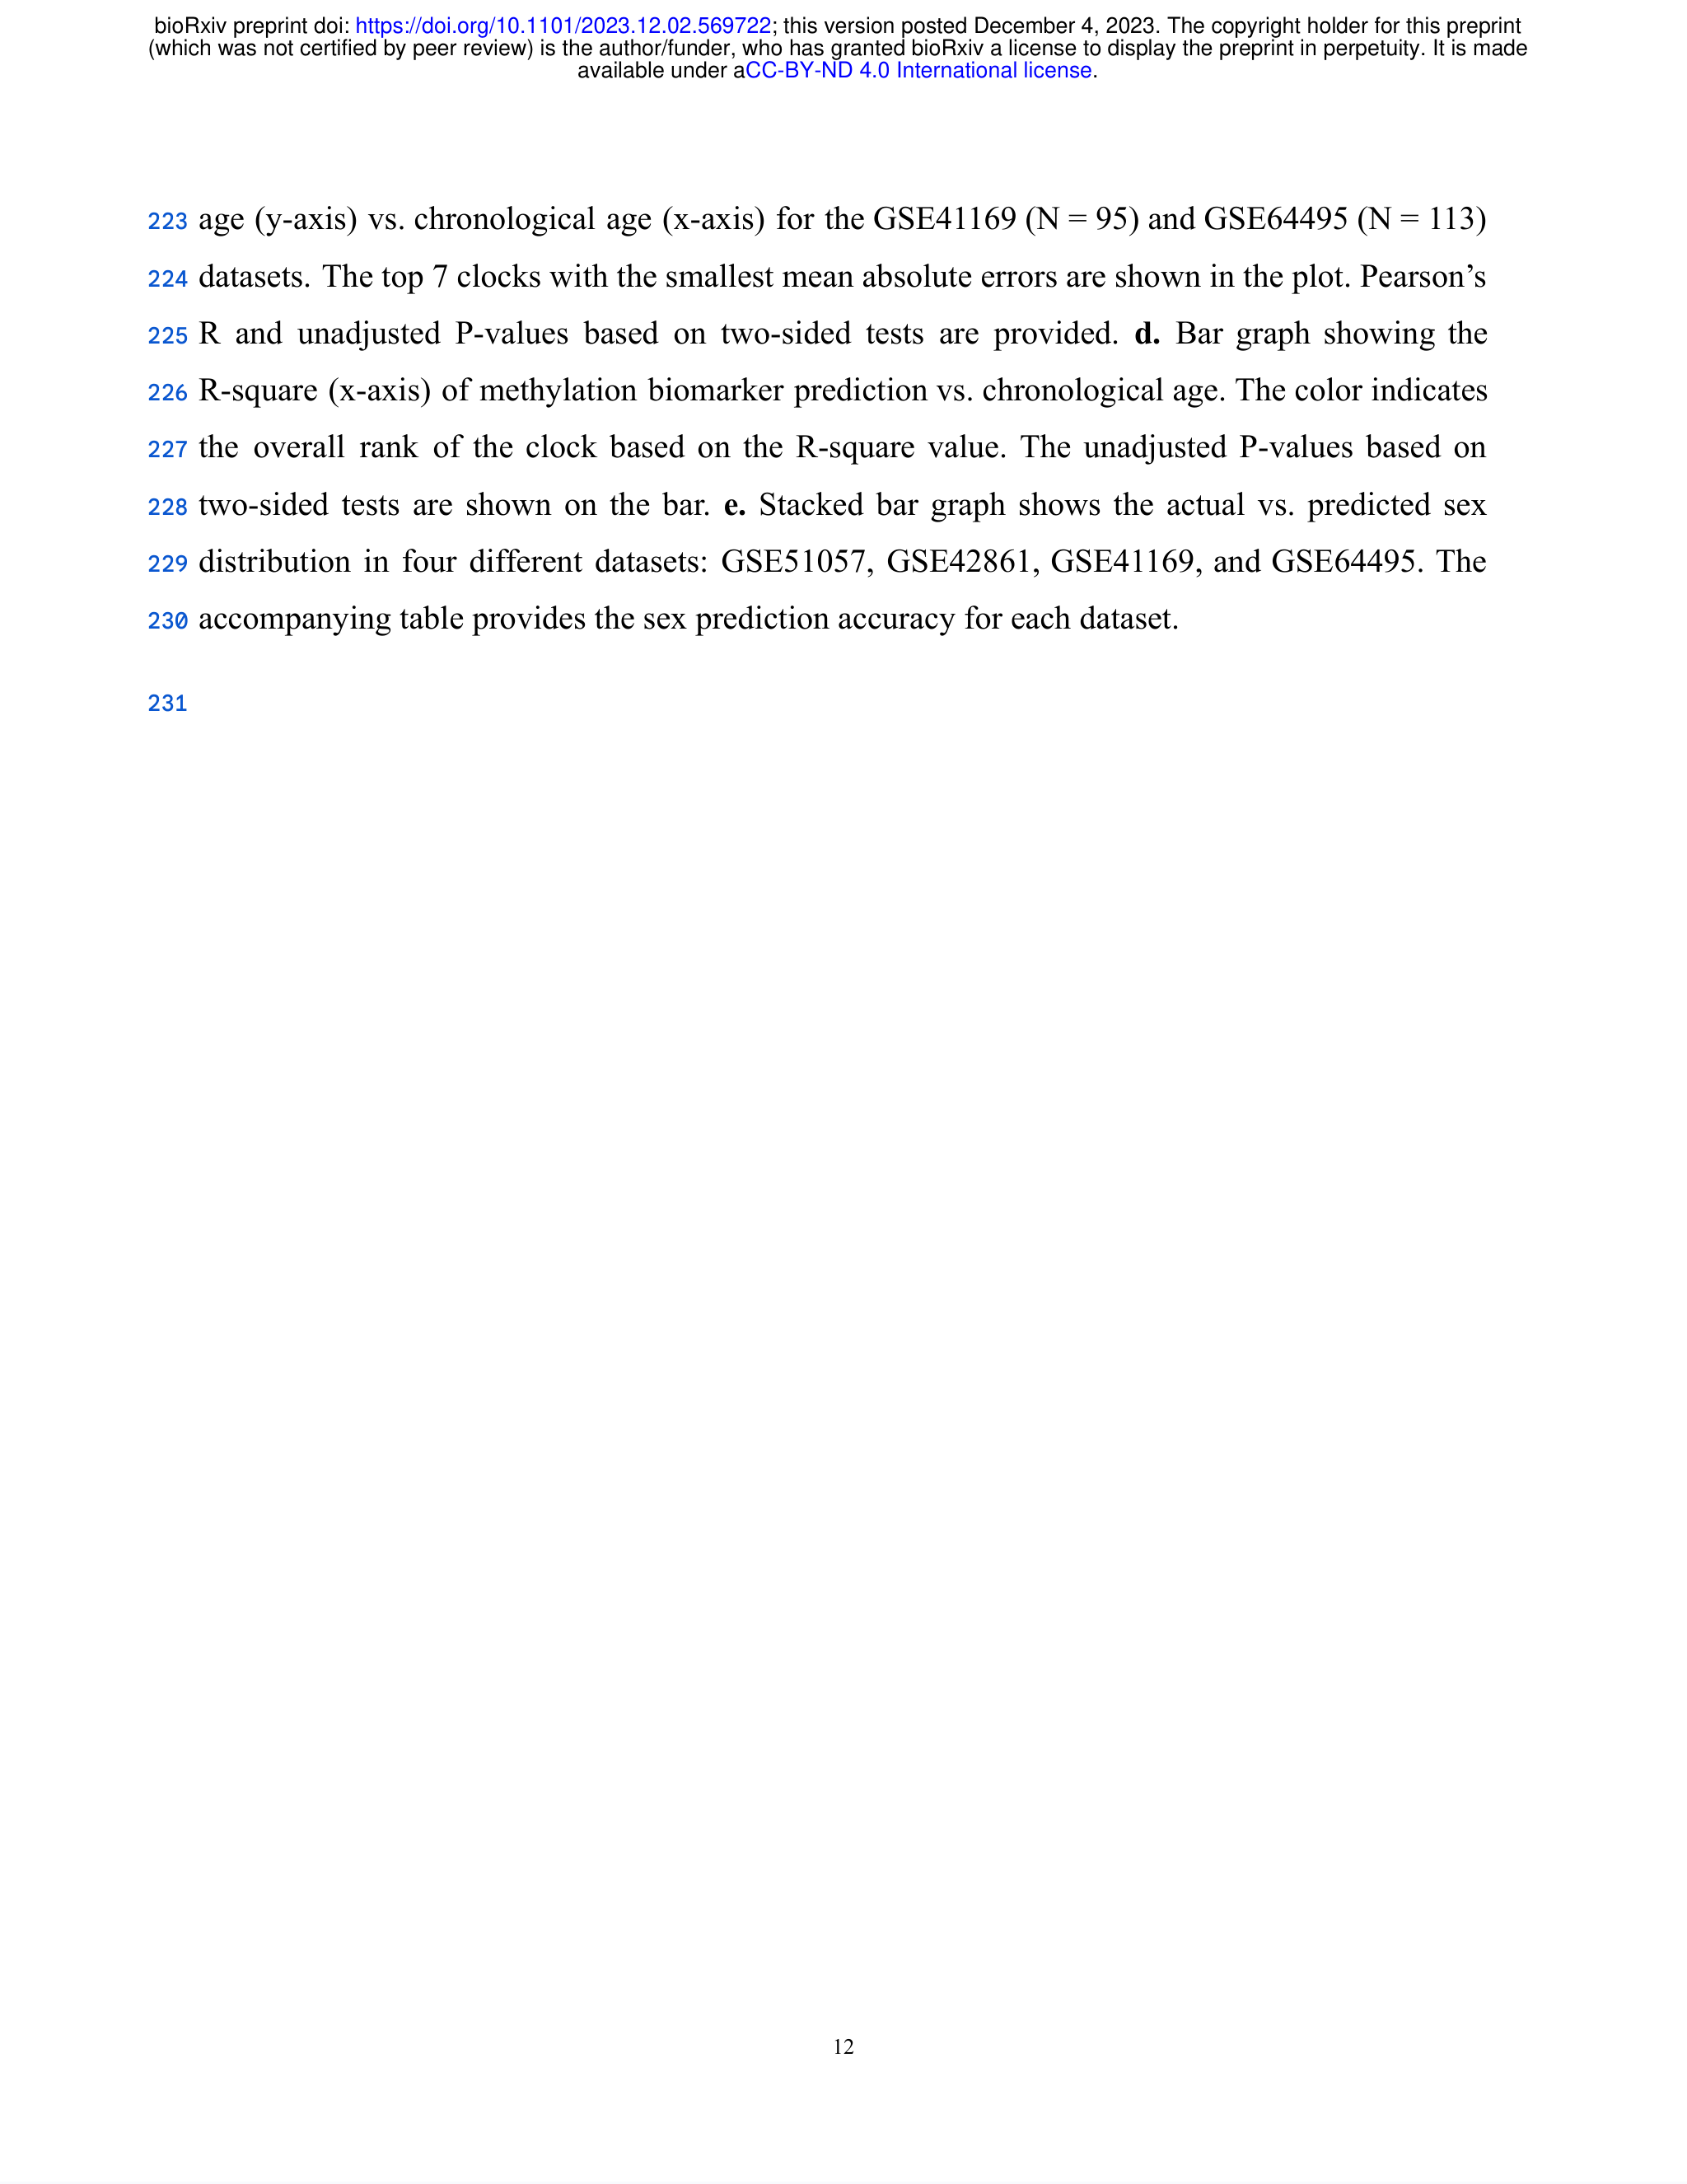 bioRxiv preprint doi: https://doi.org/10.1101/2023.12.02.569722; this version posted December 4, 2023. The copyright holder for this preprint
(which was not certified by peer review) is the author/funder, who has granted bioRxiv a license to display the preprint in perpetuity. It is made
available under aCC-BY-ND 4.0 International license.
223 age (y-axis) vs. chronological age (x-axis) for the GSE41169 (N = 95) and GSE64495 (N = 113)
224 datasets. The top 7 clocks with the smallest mean absolute errors are shown in the plot. Pearson’s
225 R and unadjusted P-values based on two-sided tests are provided. d. Bar graph showing the
226 R-square (x-axis) of methylation biomarker prediction vs. chronological age. The color indicates
227 the overall rank of the clock based on the R-square value. The unadjusted P-values based on
228 two-sided tests are shown on the bar. e. Stacked bar graph shows the actual vs. predicted sex
229 distribution in four different datasets: GSE51057, GSE42861, GSE41169, and GSE64495. The
230 accompanying table provides the sex prediction accuracy for each dataset.
231
12